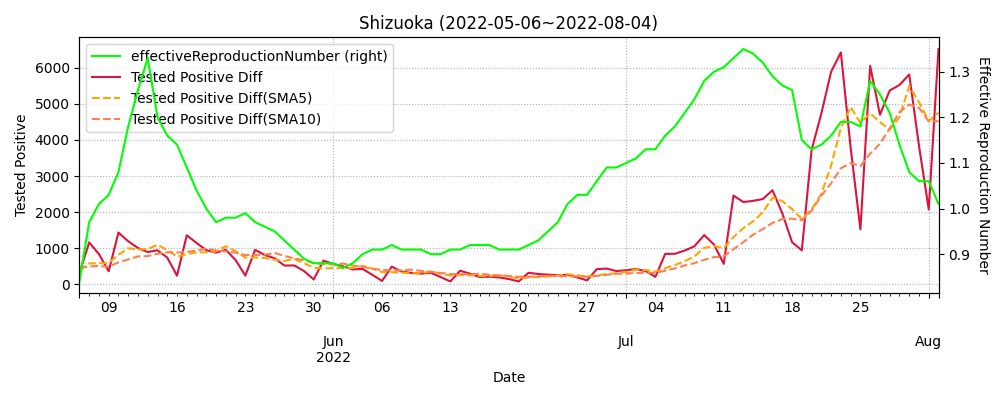 Shizuoka (2022-05-06~2022-08-04)
effectiveReproductionNumber (right)
Tested Positive Diff
Tested Positive Diff(SMA5)
Tested Positive Diff(SMA10)
Tested Positive
6000
5000
4000
3000
2000
1000
0
1.3
1.2
1.1
1.0
0.9
Effective Reproduction Number
09
16
23
30
06
13
20
27
04
11
18
25
Jun
2022
Jul
Aug
Date